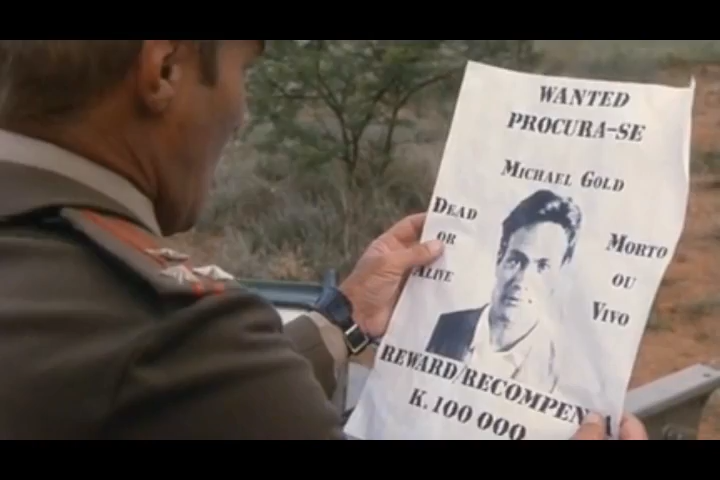 WANTED
PROCURA-SE
MICHAEL GOLD
DEAD
OR
ALIVE
MORTO
OU
VIVO
REWARD/RECOMPEN
K.100 000